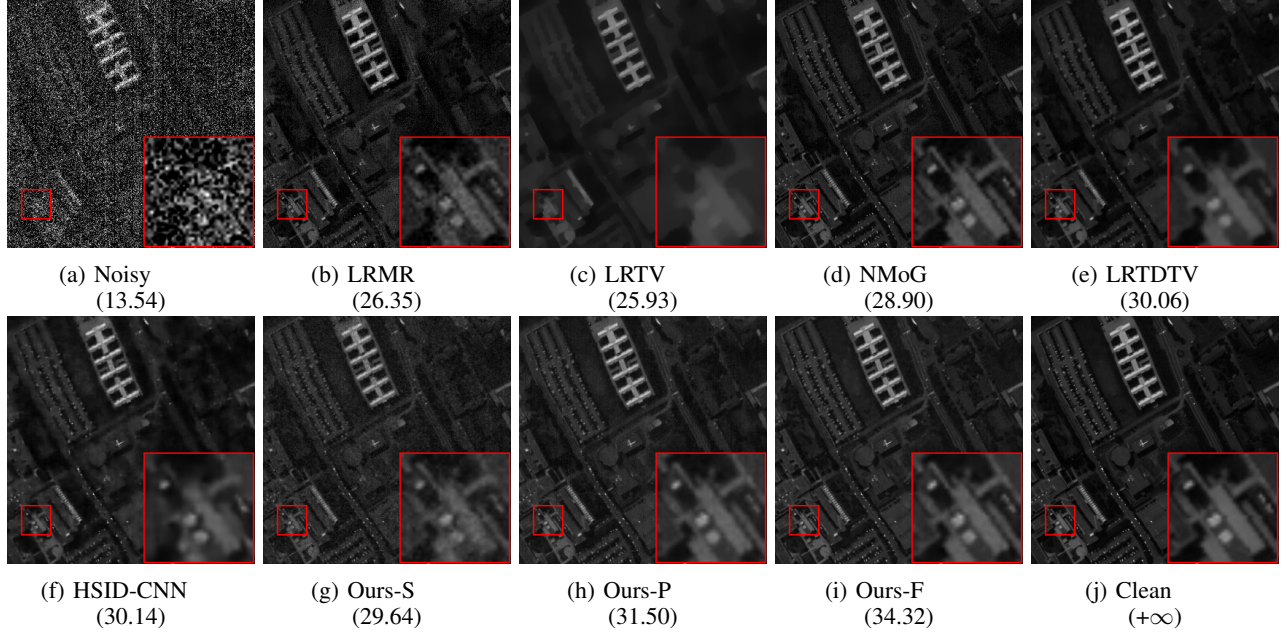 (a) Noisy
(13.54)
(b) LRMR
(26.35)
(c) LRTV
(25.93)
(d) NMoG
(28.90)
(e) LRTDTV
(30.06)
(f) HSID-CNN
(30.14)
(g) Ours-S
(29.64)
(h) Ours-P
(31.50)
(i) Ours-F
(34.32)
(j) Clean
(+∞)